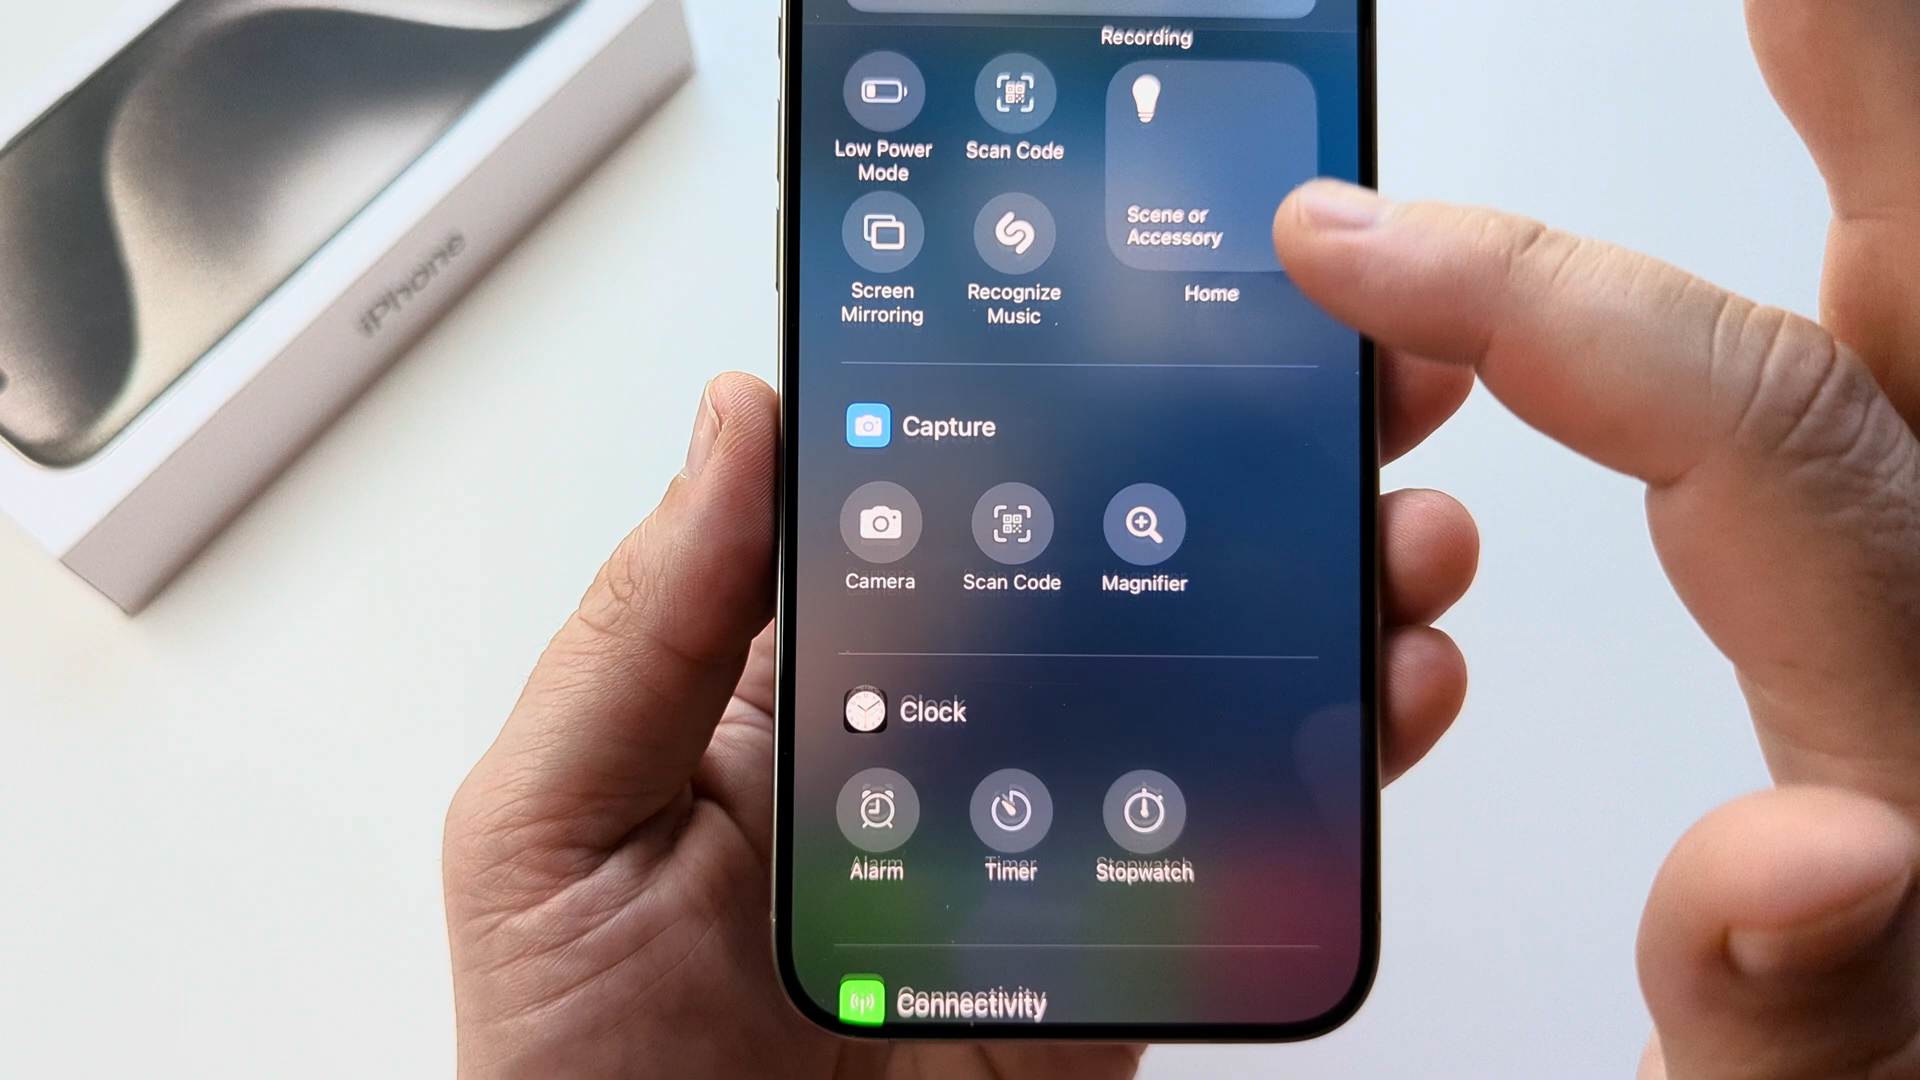 iPhone
Recording
Low Power
Mode
Scan Code
Scene or
Accessory
Screen
Mirroring
Recognize
Music
Home
Capture
Camera
Scan Code
Magnifier
Clock
Alarm
Timer
Stopwatch
Connectivity